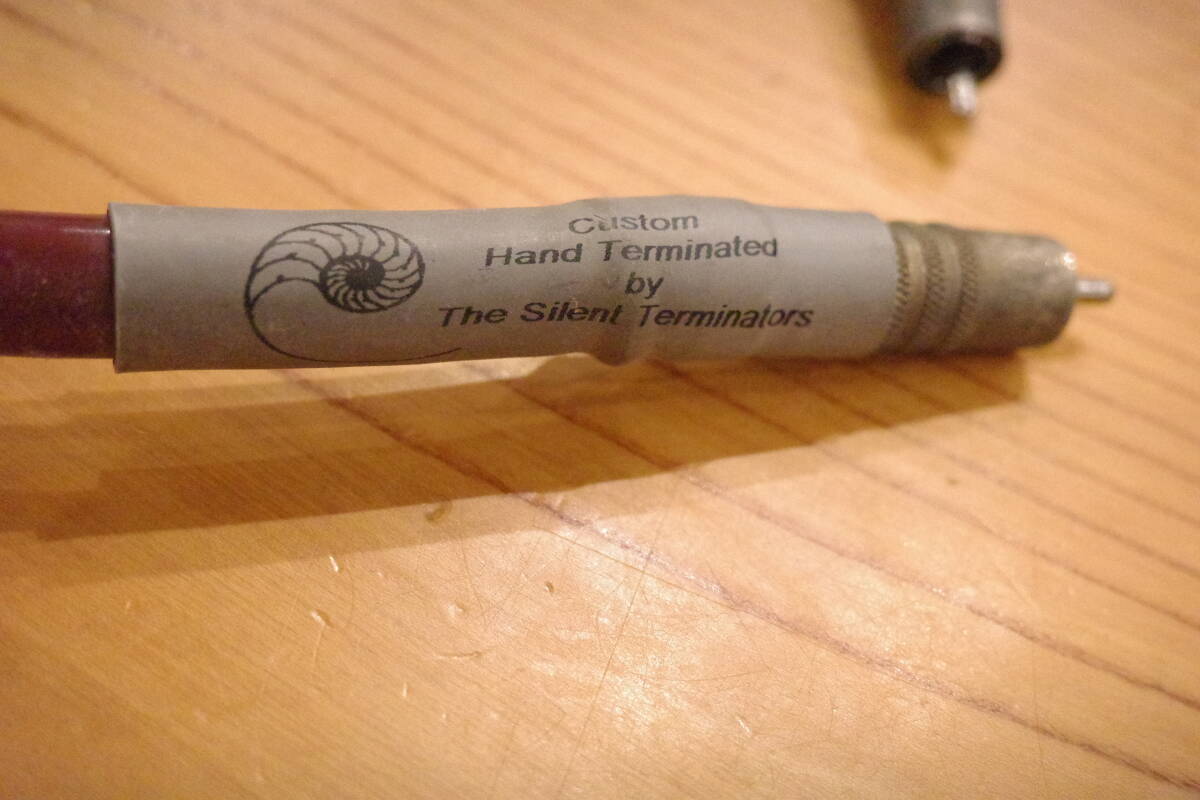 Custom
Hand Terminated
by
The Silent Terminators